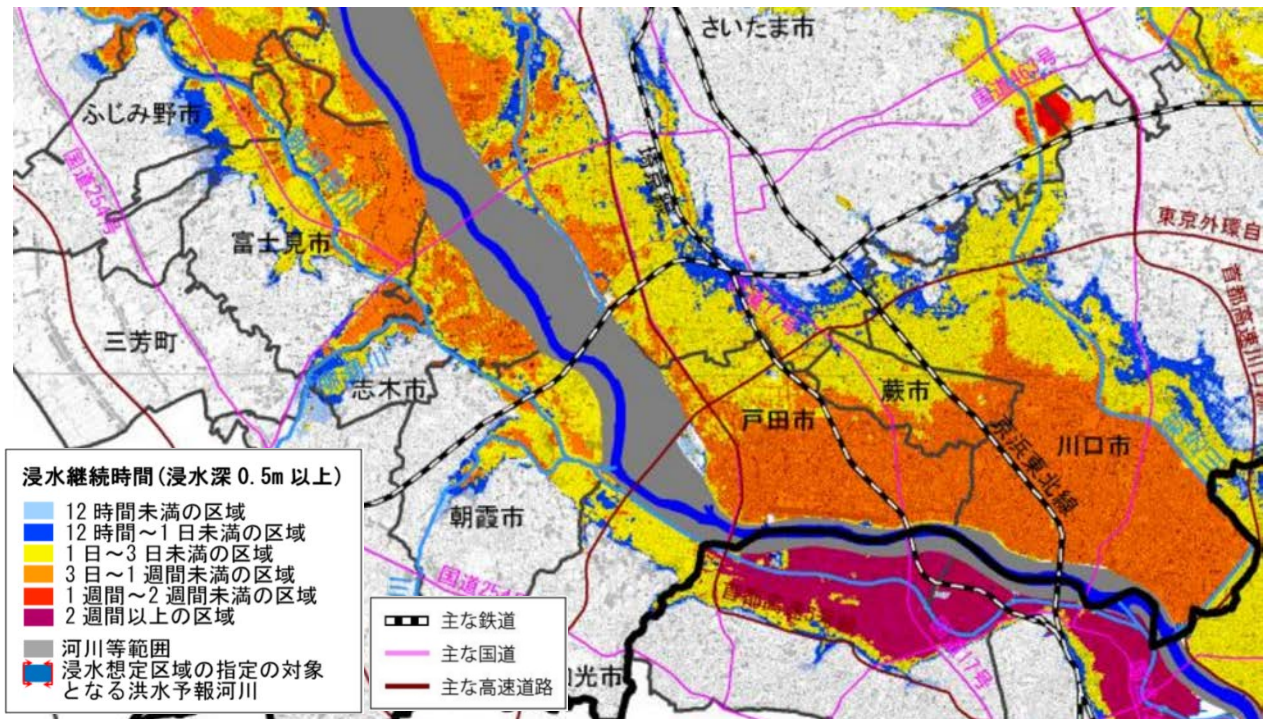 さいたま市
国道463号
ふじみ野市
埼京線
国道254号
東京外環自
富士見市
首都高速川口線
三芳町
志木市
蕨市
戸田市
川口市
京浜東北線
朝霞市
国道254
17号
和光市
浸水継続時間(浸水深 0.5m 以上)
12 時間未満の区域
12 時間~1 日未満の区域
1 日~3 日未満の区域
3 日~1 週間未満の区域
1 週間~2 週間未満の区域
2 週間以上の区域
河川等範囲
浸水想定区域の指定の対象
となる洪水予報河川
主な鉄道
主な国道
主な高速道路